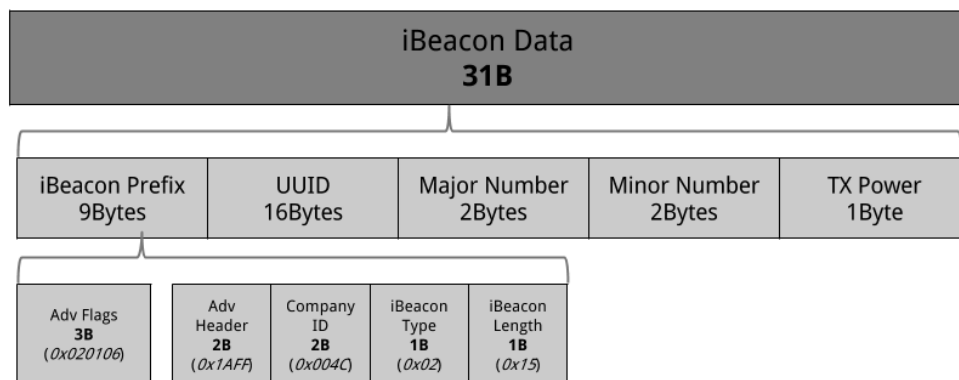 iBeacon Data
31B
iBeacon Prefix
9Bytes
UUID
16Bytes
Major Number
2Bytes
Minor Number
2Bytes
TX Power
1Byte
Adv Flags
3B
(0x020106)
Adv
Header
2B
(0x1AFF)
Company
ID
2B
(0x004C)
iBeacon
Type
1B
(0x02)
iBeacon
Length
1B
(0x15)